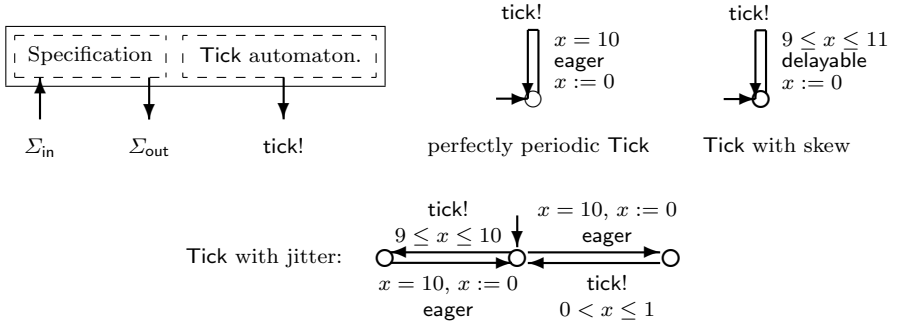 Specification
Tick automaton.
Σin
Σout
tick!
tick!
x = 10
eager
x := 0
perfectly periodic Tick
tick!
9 ≤ x ≤ 11
delayable
x := 0
Tick with skew
Tick with jitter:
tick!
9 ≤ x ≤ 10
x = 10, x := 0
eager
x = 10, x := 0
eager
tick!
0 < x ≤ 1